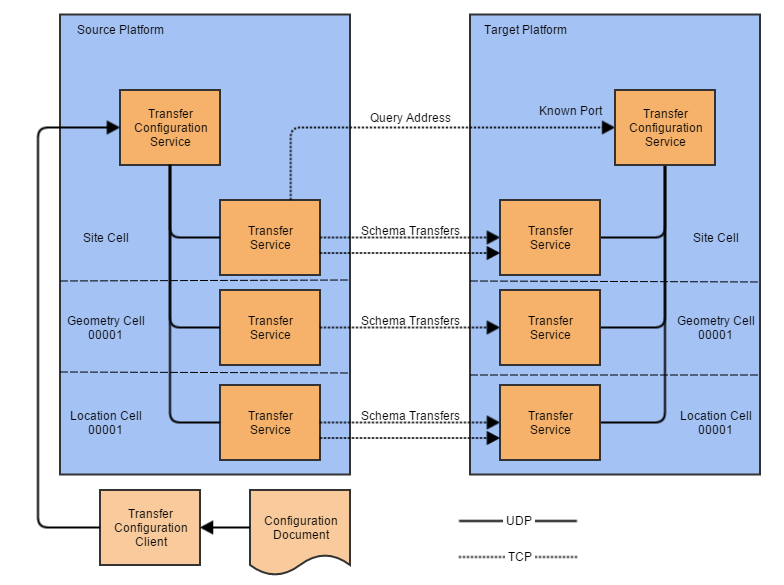 Source Platform
Target Platform
Transfer
Configuration
Service
Query Address
Known Port
Transfer
Configuration
Service
Site Cell
Transfer
Service
Schema Transfers
Transfer
Service
Site Cell
Geometry Cell
00001
Transfer
Service
Schema Transfers
Transfer
Service
Geometry Cell
00001
Location Cell
00001
Transfer
Service
Schema Transfers
Transfer
Service
Location Cell
00001
Transfer
Configuration
Client
Configuration
Document
UDP
TCP